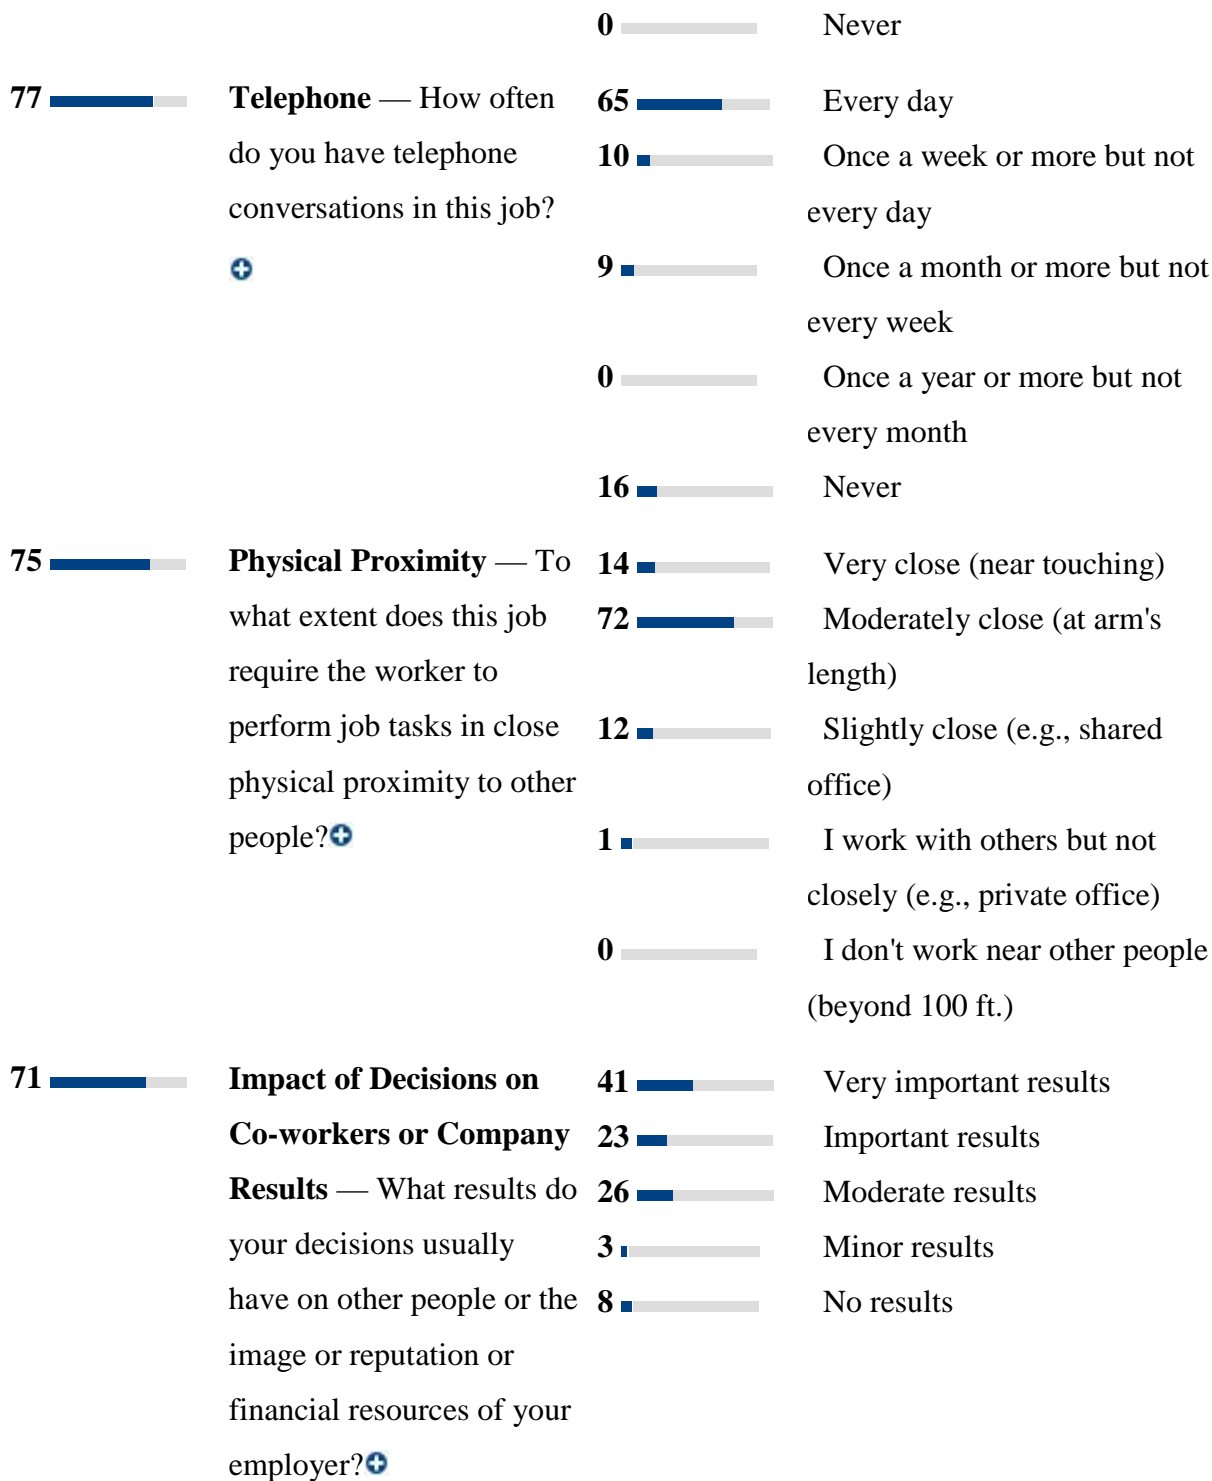 0 Never
77 Telephone — How often 65 Every day
do you have telephone 10 Once a week or more but not
conversations in this job? every day
9 Once a month or more but not
every week
0 Once a year or more but not
every month
16 Never
75 Physical Proximity — To 14 Very close (near touching)
what extent does this job 72 Moderately close (at arm's
require the worker to length)
perform job tasks in close 12 Slightly close (e.g., shared
physical proximity to other office)
people? 1 I work with others but not
closely (e.g., private office)
0 I don't work near other people
(beyond 100 ft.)
71 Impact of Decisions on 41 Very important results
Co-workers or Company 23 Important results
Results — What results do 26 Moderate results
your decisions usually 3 Minor results
have on other people or the 8 No results
image or reputation or
financial resources of your
employer?